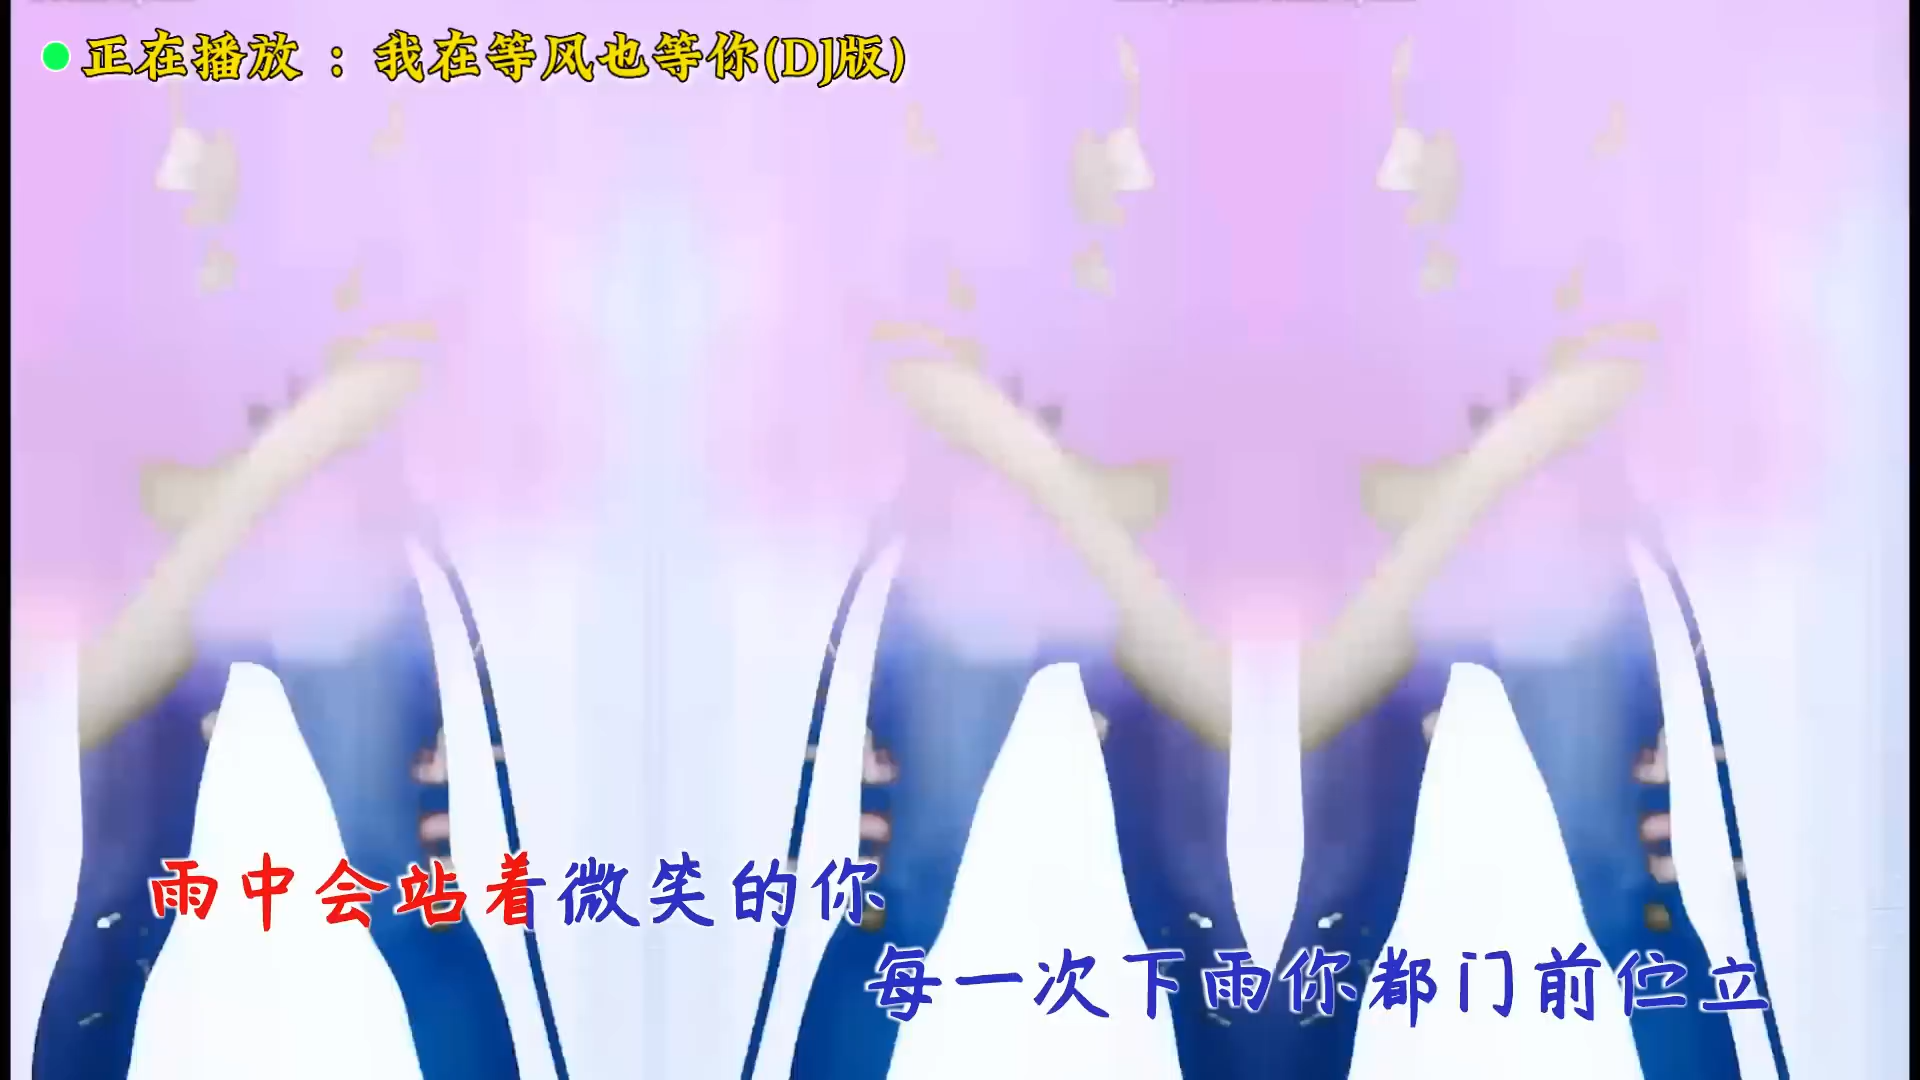 正在播放：我在等风也等你(DJ版)
雨中会站着微笑的你
每一次下雨你都门前伫立